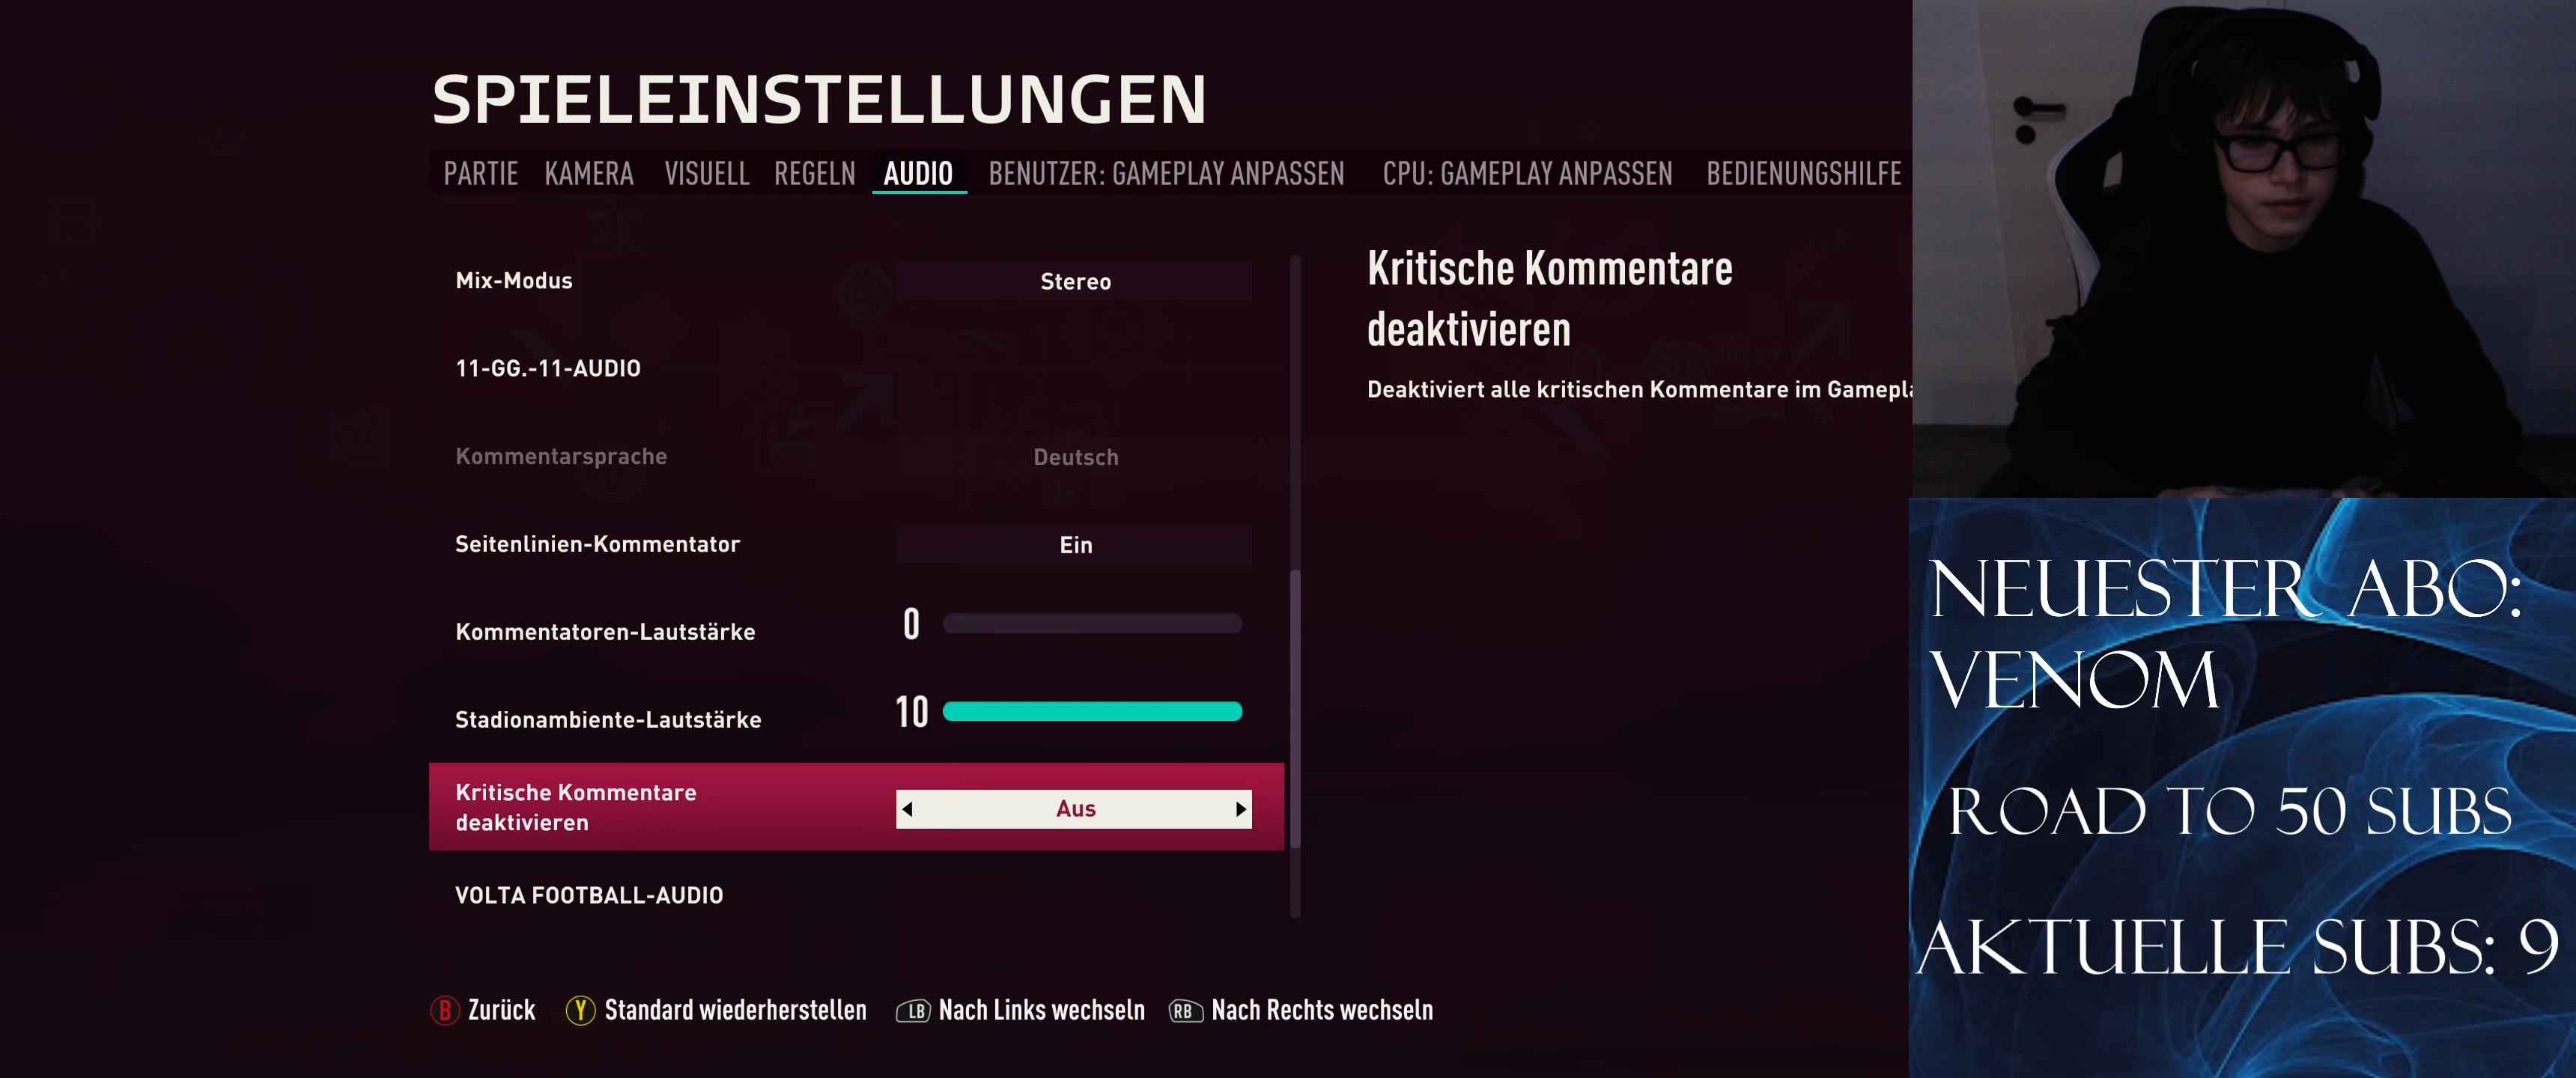 SPIELEINSTELLUNGEN
PARTIE KAMERA VISUELL REGELN AUDIO BENUTZER: GAMEPLAY ANPASSEN CPU: GAMEPLAY ANPASSEN BEDIENUNGSHILFE
Mix-Modus Stereo
11-GG.-11-AUDIO
Kommentarsprache Deutsch
Seitenlinien-Kommentator Ein
Kommentatoren-Lautstärke 0
Stadionambiente-Lautstärke 10
Kritische Kommentare
deaktivieren
Aus
VOLTA FOOTBALL-AUDIO
Kritische Kommentare
deaktivieren
Deaktiviert alle kritischen Kommentare im
B Zurück Y Standard wiederherstellen LB Nach Links wechseln RB Nach Rechts wechseln
NEUESTER ABO:
VENOM
ROAD TO 50 SUBS
AKTUELLE SUBS: 9